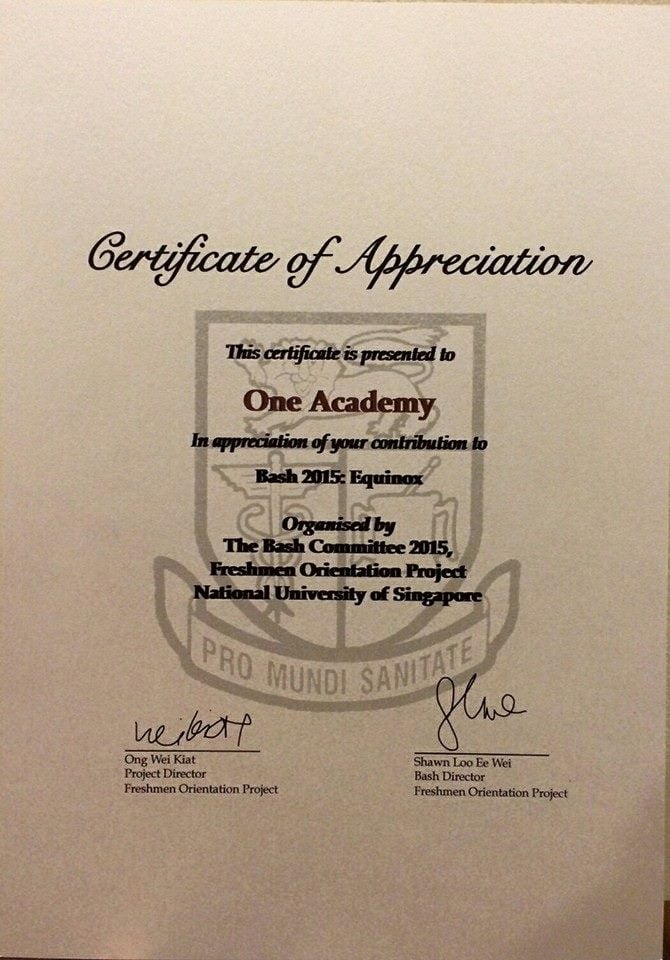 Certificate of Appreciation
This certificate is presented to
One Academy
In appreciation of your contribution to
Bash 2015: Equinox
Organised by
The Bash Committee 2015,
Freshmen Orientation Project
National University of Singapore
PRO MUNDI SANITATE
Ong Wei Kiat
Project Director
Freshmen Orientation Project
Shawn Loo Ee Wei
Bash Director
Freshmen Orientation Project